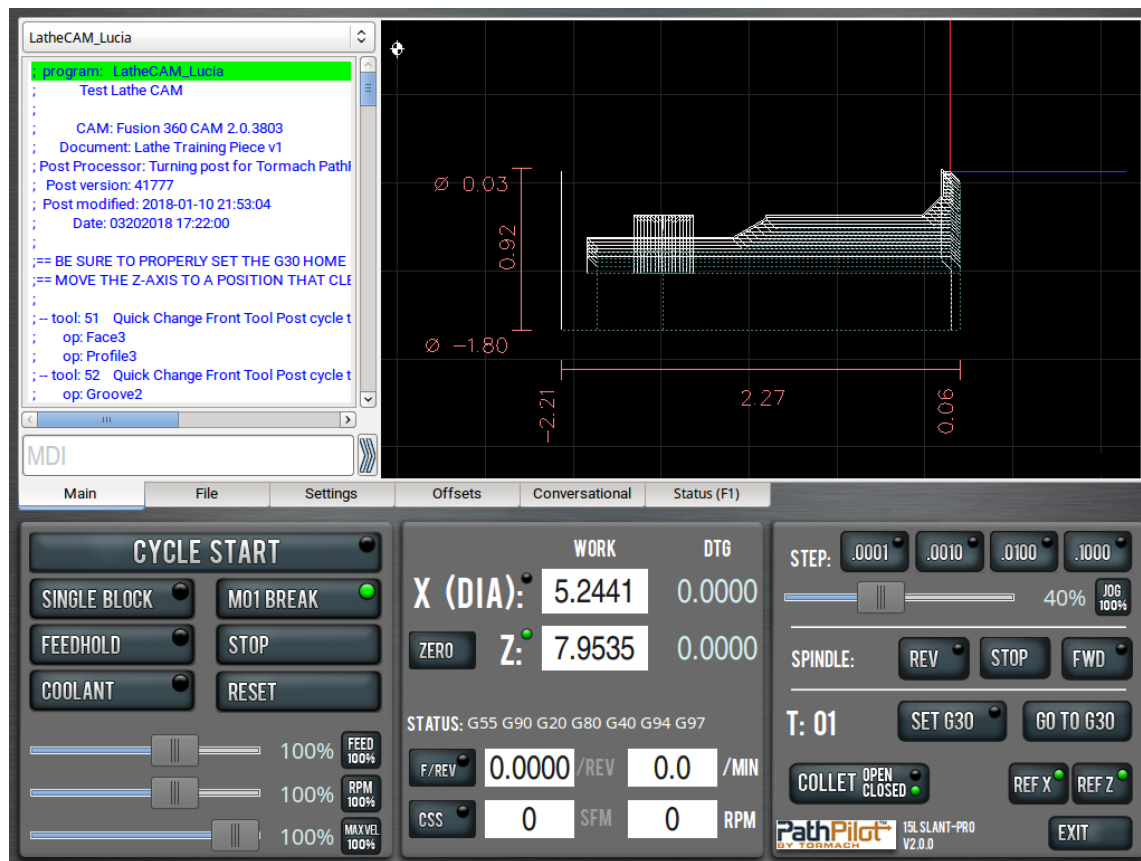 LatheCAM_Lucia
; program: LatheCAM_Lucia
; Test Lathe CAM
;
; CAM: Fusion 360 CAM 2.0.3803
; Document: Lathe Training Piece v1
; Post Processor: Turning post for Tormach PathP
; Post version: 41777
; Post modified: 2018-01-10 21:53:04
; Date: 03202018 17:22:00
;
;== BE SURE TO PROPERLY SET THE G30 HOME
;== MOVE THE Z-AXIS TO A POSITION THAT CLE
;
;-- tool: 51 Quick Change Front Tool Post cycle t
; op: Face3
; op: Profile3
;-- tool: 52 Quick Change Front Tool Post cycle t
; op: Groove2
MDI
Ø 0.03
0.92
Ø -1.80
-2.21
2.27
0.06
Main File Settings Offsets Conversational Status (F1)
CYCLE START
SINGLE BLOCK M01 BREAK
FEEDHOLD STOP
COOLANT RESET
100% FEED 100%
100% RPM 100%
100% MAX VEL 100%
WORK DTG
X (DIA): 5.2441 0.0000
ZERO Z: 7.9535 0.0000
STATUS: G55 G90 G20 G80 G40 G94 G97
F/REV 0.0000 /REV 0.0 /MIN
CSS 0 SFM 0 RPM
STEP: .0001 .0010 .0100 .1000
40% JOG 100%
SPINDLE: REV STOP FWD
T: 01 SET G30 GO TO G30
COLLET OPEN CLOSED REF X REF Z
PathPilot™ BY TORMACH
15L SLANT-PRO
V2.0.0
EXIT